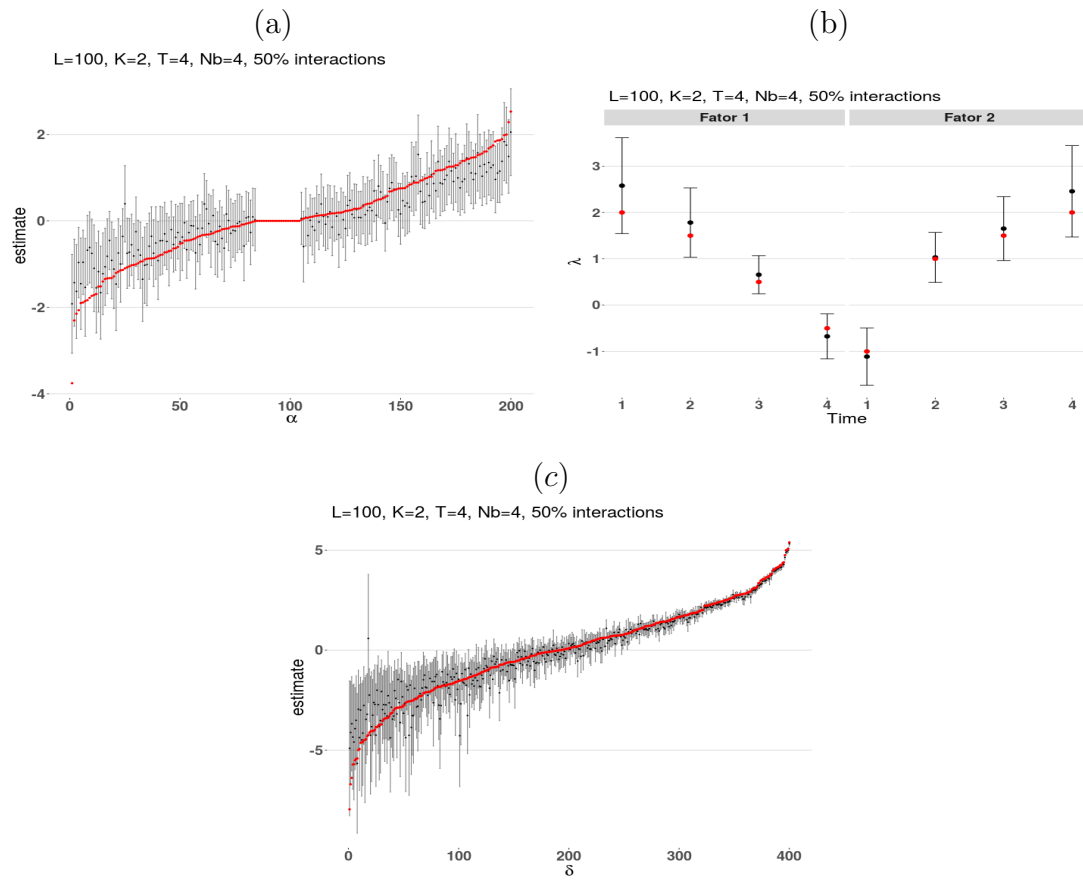 (a)
L=100, K=2, T=4, Nb=4, 50% interactions
estimate
2
0
-2
-4
0 50 100 150 200
α
(b)
L=100, K=2, T=4, Nb=4, 50% interactions
Fator 1 Fator 2
λ
3
2
1
0
-1
1 2 3 4 1 2 3 4
Time
(c)
L=100, K=2, T=4, Nb=4, 50% interactions
estimate
5
0
-5
0 100 200 300 400
δ